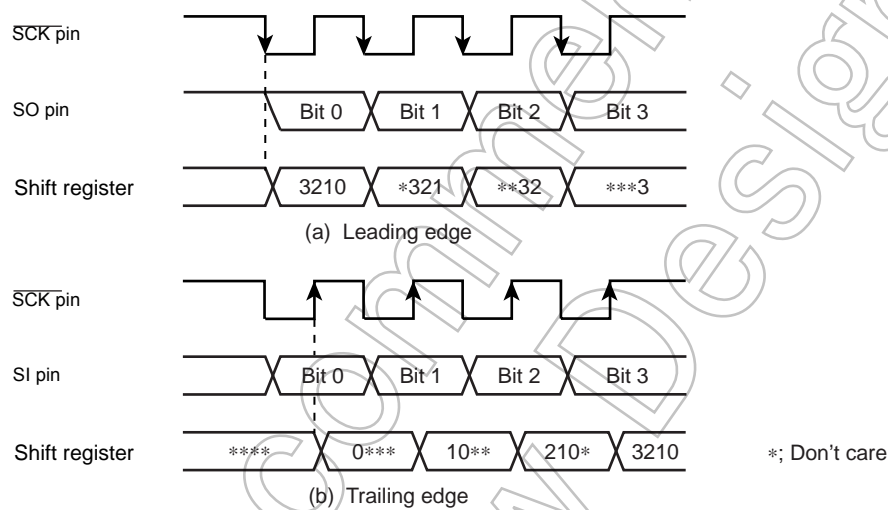 SCK pin
SO pin
Bit 0 Bit 1 Bit 2 Bit 3
Shift register
3210 *321 **32 ***3
(a) Leading edge
SCK pin
SI pin
Bit 0 Bit 1 Bit 2 Bit 3
Shift register
**** 0*** 10** 210* 3210
*; Don't care
(b) Trailing edge